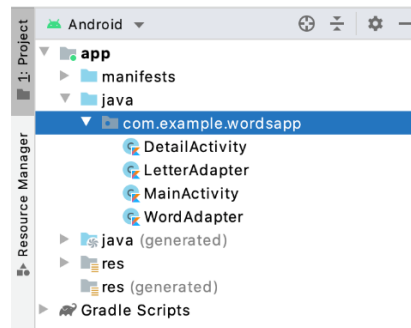 1: Project
Resource Manager
Android
app
manifests
java
com.example.wordsapp
DetailActivity
LetterAdapter
MainActivity
WordAdapter
java (generated)
res
res (generated)
Gradle Scripts